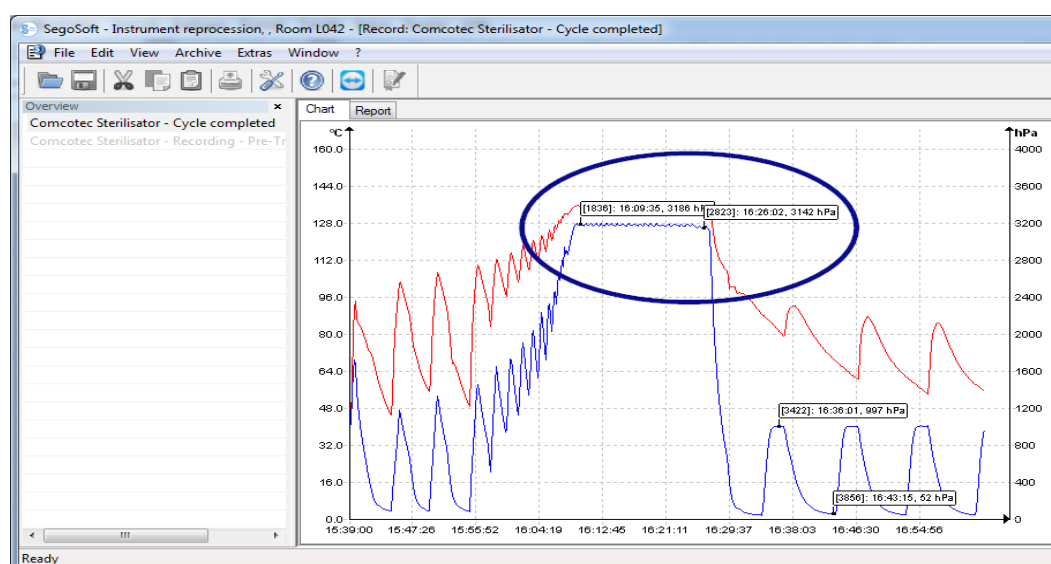 SegoSoft - Instrument reprocession, , Room L042 - [Record: Comcotec Sterilisator - Cycle completed]
File Edit View Archive Extras Window ?
Overview ×
Comcotec Sterilisator - Cycle completed
Comcotec Sterilisator - Recording - Pre-Tr
Chart Report
°C hPa
160.0 4000
144.0 3600
[1836]: 16:09:35, 3186 hP [2823]: 16:26:02, 3142 hPa
128.0 3200
112.0 2800
96.0 2400
80.0 2000
64.0 1600
48.0 1200
[3422]: 16:36:01, 997 hPa
32.0 800
16.0 400
[3856]: 16:43:15, 52 hPa
0.0 0
15:39:00 15:47:26 15:55:52 16:04:19 16:12:45 16:21:11 16:29:37 16:38:03 16:46:30 16:54:56
Ready